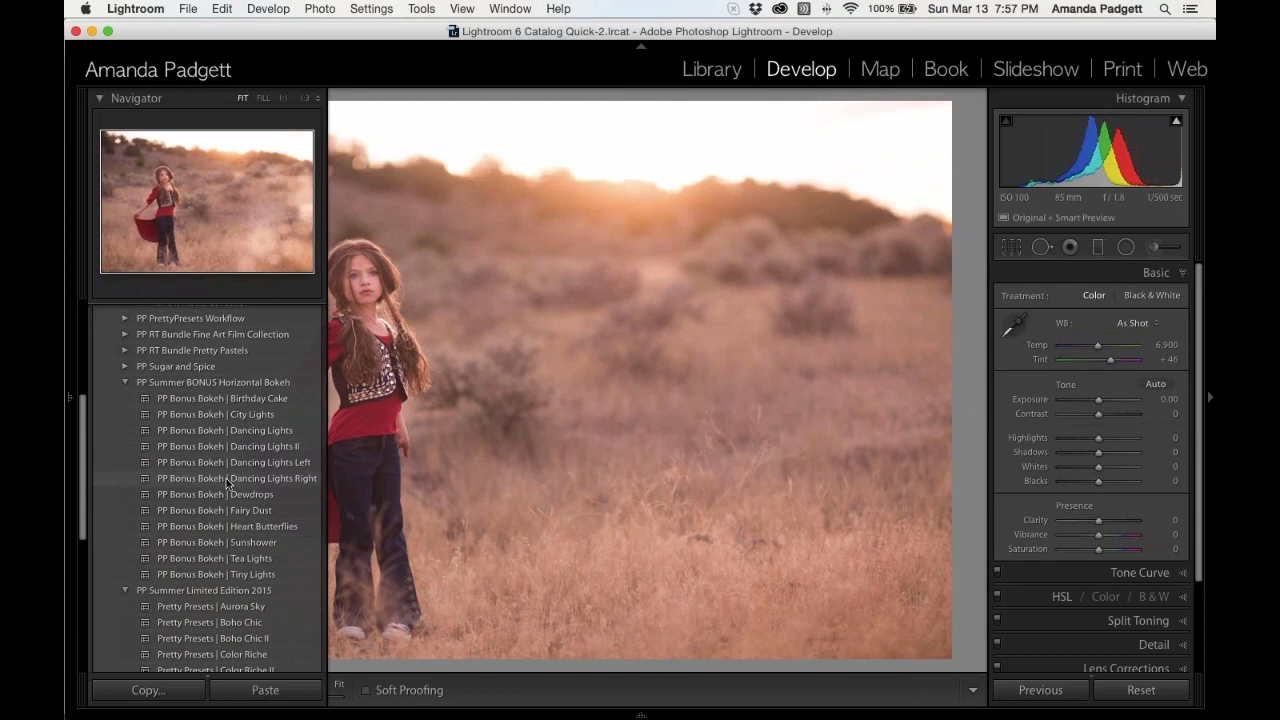 Lightroom File Edit Develop Photo Settings Tools View Window Help 100% Sun Mar 13 7:57 PM Amanda Padgett
Lightroom 6 Catalog Quick-2.lrcat - Adobe Photoshop Lightroom - Develop
Amanda Padgett
Library | Develop | Map | Book | Slideshow | Print | Web
Navigator FIT FILL
PP PrettyPresets Workflow
PP RT Bundle Fine Art Film Collection
PP RT Bundle Pretty Pastels
PP Sugar and Spice
PP Summer BONUS Horizontal Bokeh
PP Bonus Bokeh | Birthday Cake
PP Bonus Bokeh | City Lights
PP Bonus Bokeh | Dancing Lights
PP Bonus Bokeh | Dancing Lights II
PP Bonus Bokeh | Dancing Lights Left
PP Bonus Bokeh | Dancing Lights Right
PP Bonus Bokeh | Dewdrops
PP Bonus Bokeh | Fairy Dust
PP Bonus Bokeh | Heart Butterflies
PP Bonus Bokeh | Sunshower
PP Bonus Bokeh | Tea Lights
PP Bonus Bokeh | Tiny Lights
PP Summer Limited Edition 2015
Pretty Presets | Aurora Sky
Pretty Presets | Boho Chic
Pretty Presets | Boho Chic II
Pretty Presets | Color Riche
Pretty Presets | Color Riche II
Copy... Paste
Fit Soft Proofing
Histogram
ISO 100 85 mm f / 1.8 1/500 sec
Original + Smart Preview
Basic
Treatment : Color Black & White
WB : As Shot
Temp 6,900
Tint + 46
Tone Auto
Exposure 0.00
Contrast 0
Highlights 0
Shadows 0
Whites 0
Blacks 0
Presence
Clarity 0
Vibrance 0
Saturation 0
Tone Curve
HSL / Color / B & W
Split Toning
Detail
Lens Corrections
Previous Reset